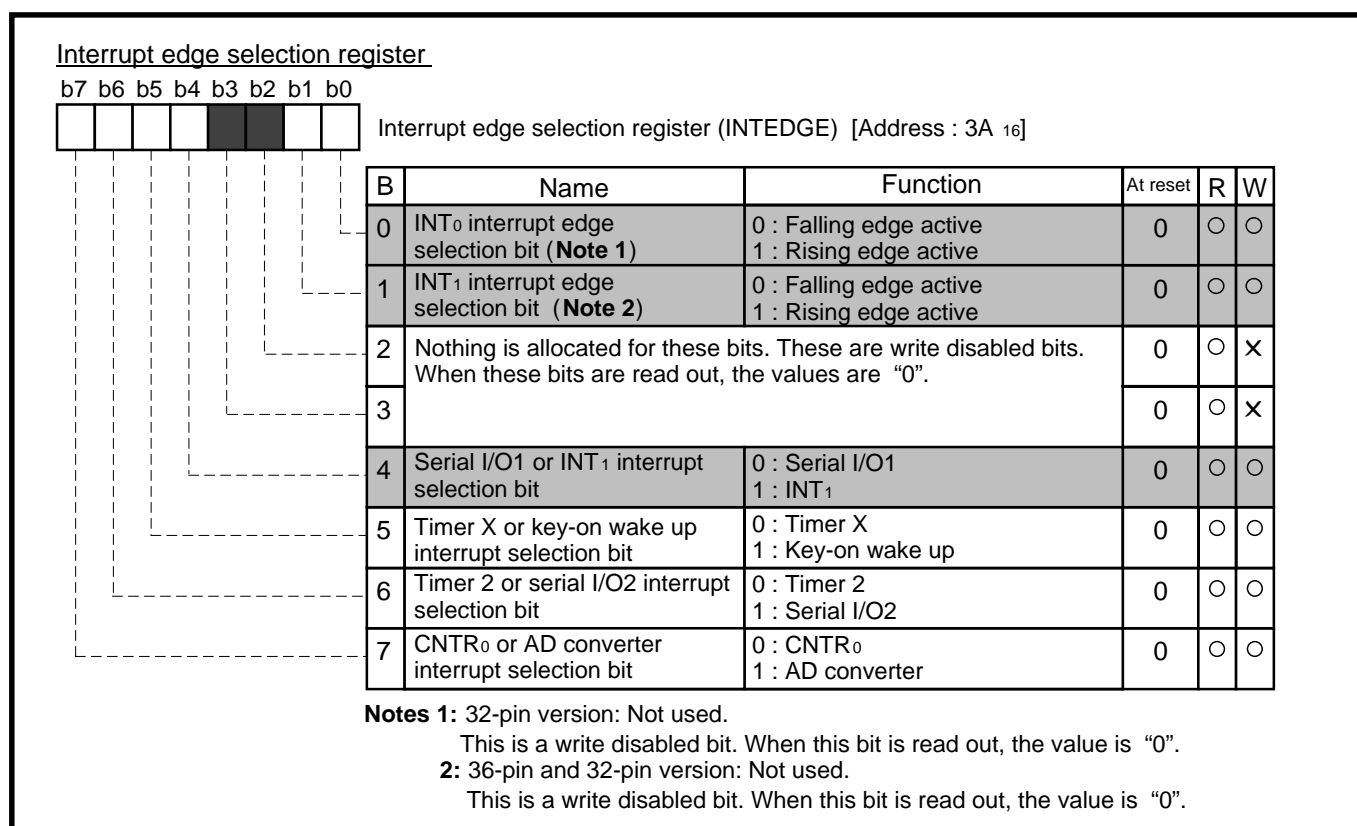 Interrupt edge selection register
b7 b6 b5 b4 b3 b2 b1 b0
Interrupt edge selection register (INTEDGE) [Address : 3A 16]
B Name Function At reset R W
0 INT0 interrupt edge selection bit (Note 1) 0 : Falling edge active 1 : Rising edge active 0 ○ ○
1 INT1 interrupt edge selection bit (Note 2) 0 : Falling edge active 1 : Rising edge active 0 ○ ○
2 Nothing is allocated for these bits. These are write disabled bits. 0 ○ ×
When these bits are read out, the values are “0”.
3 0 ○ ×
4 Serial I/O1 or INT1 interrupt selection bit 0 : Serial I/O1 1 : INT1 0 ○ ○
5 Timer X or key-on wake up interrupt selection bit 0 : Timer X 1 : Key-on wake up 0 ○ ○
6 Timer 2 or serial I/O2 interrupt selection bit 0 : Timer 2 1 : Serial I/O2 0 ○ ○
7 CNTR0 or AD converter interrupt selection bit 0 : CNTR0 1 : AD converter 0 ○ ○
Notes 1: 32-pin version: Not used.
This is a write disabled bit. When this bit is read out, the value is “0”.
2: 36-pin and 32-pin version: Not used.
This is a write disabled bit. When this bit is read out, the value is “0”.